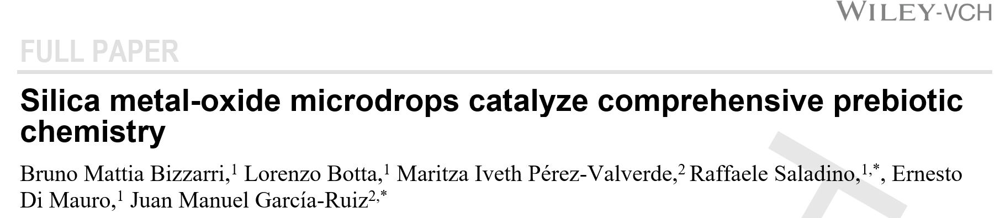 WILEY-VCH
FULL PAPER
Silica metal-oxide microdrops catalyze comprehensive prebiotic
chemistry
Bruno Mattia Bizzarri,1 Lorenzo Botta,1 Maritza Iveth Pérez-Valverde,2 Raffaele Saladino,1,*, Ernesto
Di Mauro,1 Juan Manuel García-Ruiz2,*